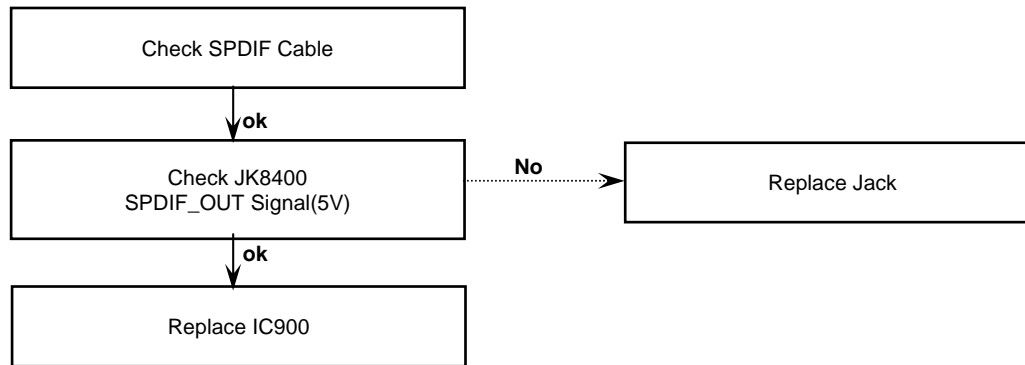 Check SPDIF Cable
ok
Check JK8400
SPDIF_OUT Signal(5V)
No
Replace Jack
ok
Replace IC900